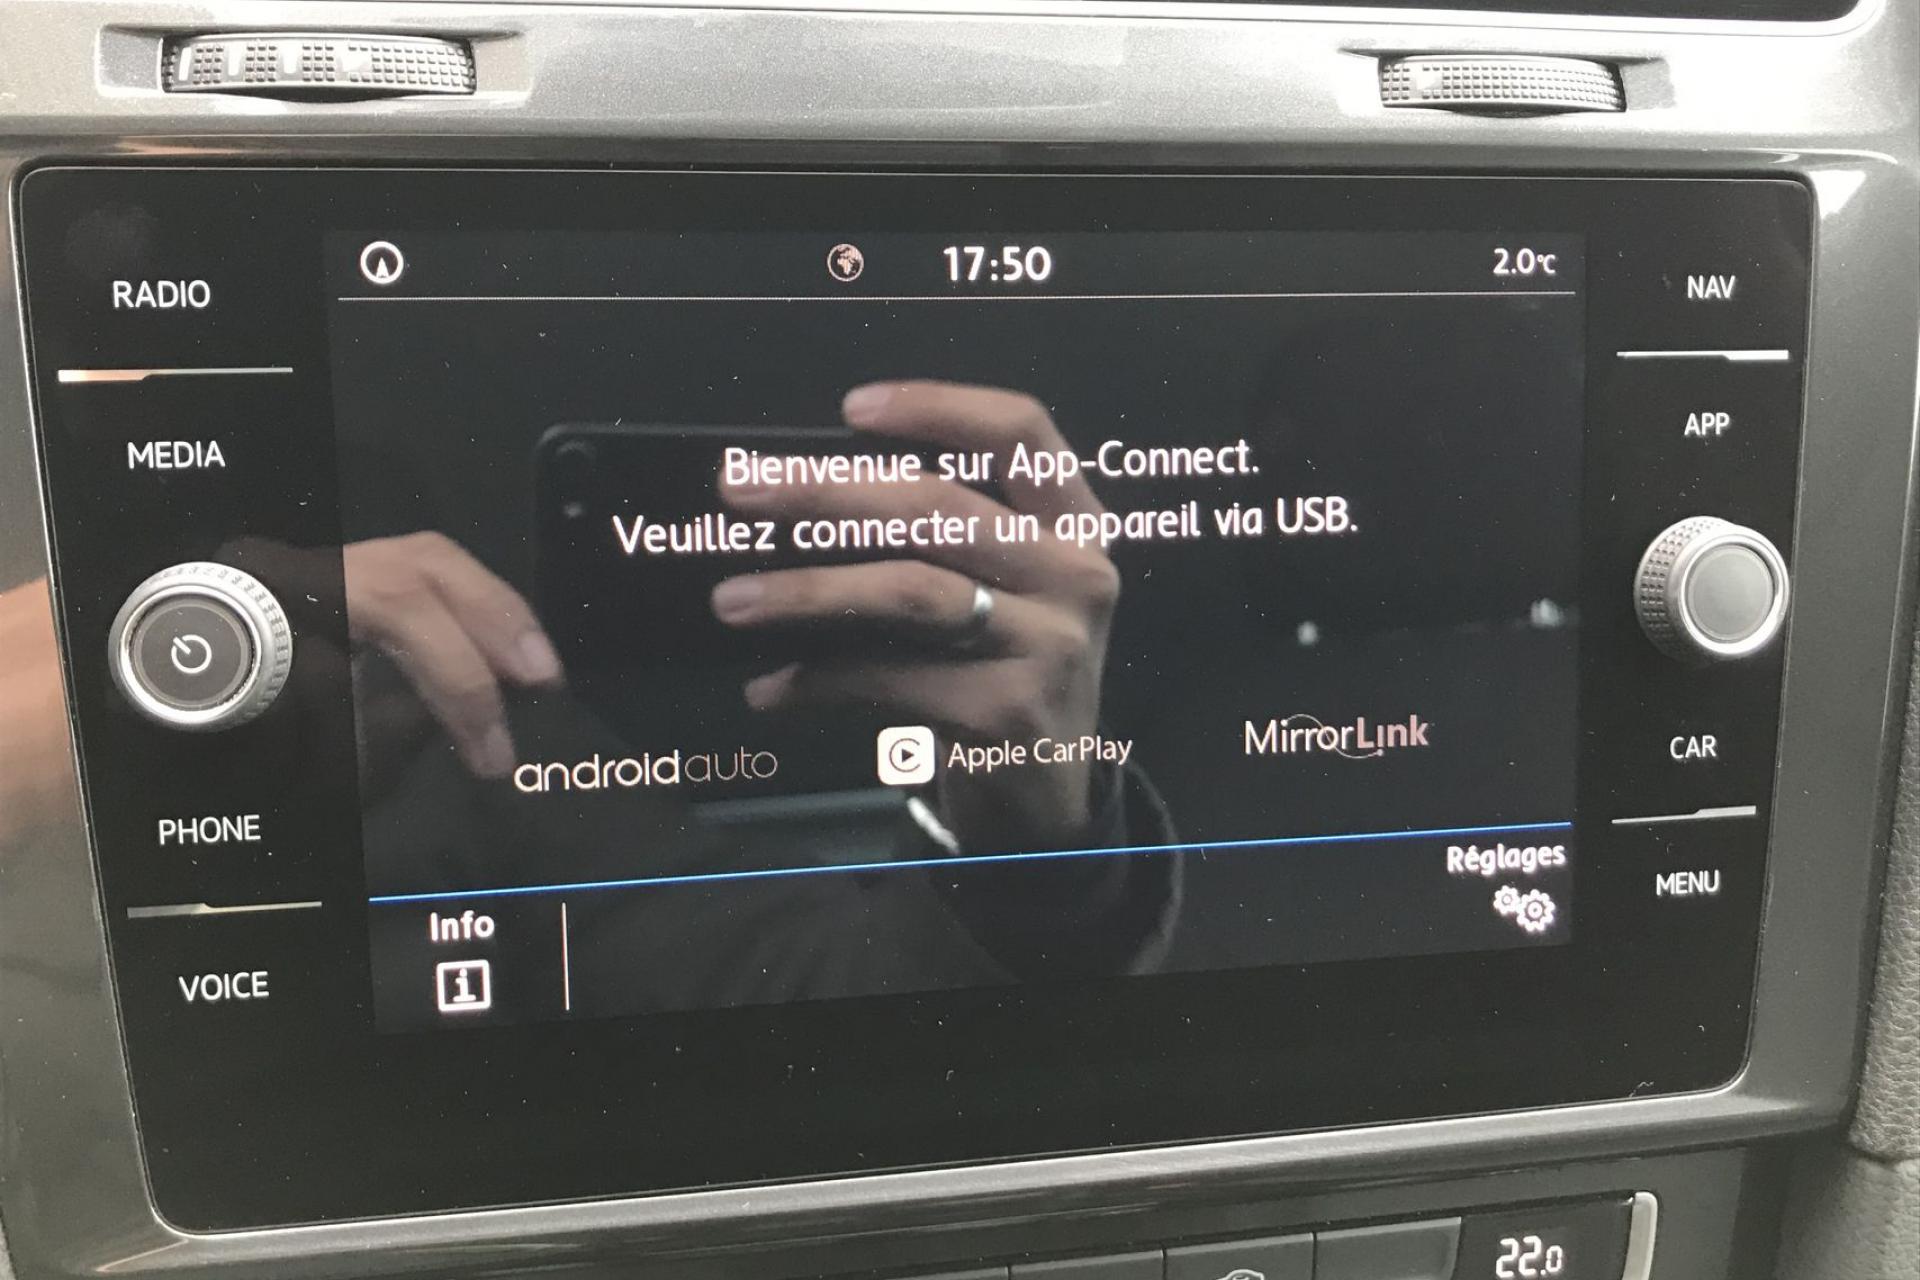 17:50
2.0°C
RADIO
MEDIA
PHONE
VOICE
NAV
APP
CAR
MENU
Bienvenue sur App-Connect.
Veuillez connecter un appareil via USB.
androidauto
Apple CarPlay
MirrorLink
Info
Réglages
22.0